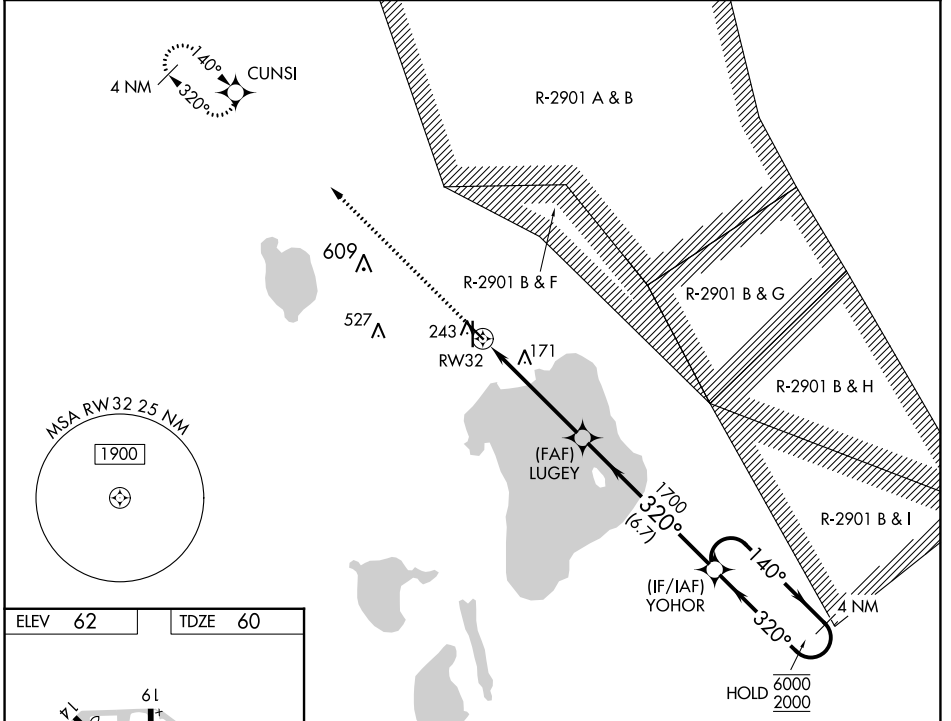 140°
CUNSI
4 NM
320°
R-2901 A & B
609
R-2901 B & F
R-2901 B & G
527
243
RW32
171
R-2901 B & H
MSA RW32 25 NM
1900
(FAF)
LUGEY
1700
320°
(6.7)
R-2901 B & I
140°
(IF/IAF)
YOHOR
4 NM
320°
HOLD 6000
2000
ELEV 62
TDZE 60
14
19